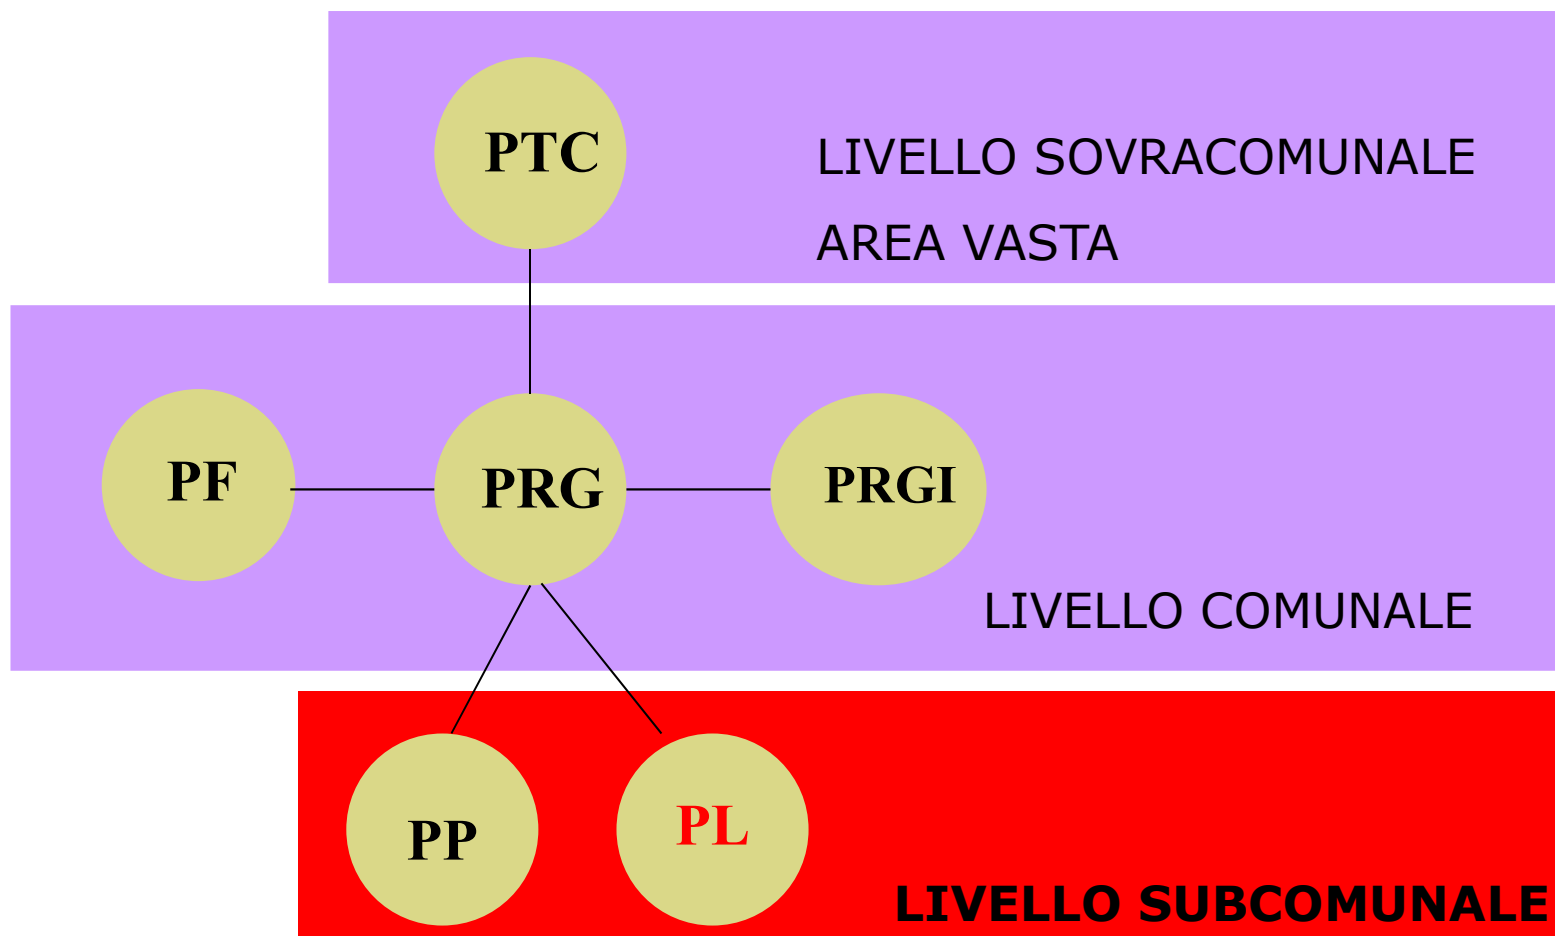 PTC
LIVELLO SOVRACOMUNALE
AREA VASTA
PF
PRG
PRGI
LIVELLO COMUNALE
PP
PL
LIVELLO SUBCOMUNALE